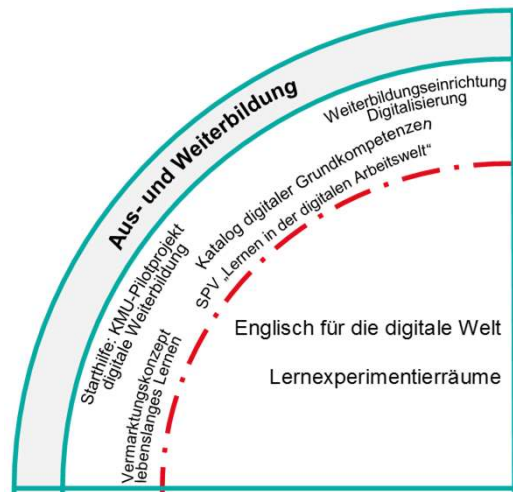 Aus- und Weiterbildung
Weiterbildungseinrichtung
Digitalisierung
Katalog digitaler Grundkompetenzen
SPV „Lernen in der digitalen Arbeitswelt“
Starthilfe: KMU-Pilotprojekt
digitale Weiterbildung
Vermarktungskonzept
lebenslanges Lernen
Englisch für die digitale Welt
Lernexperimentierräume